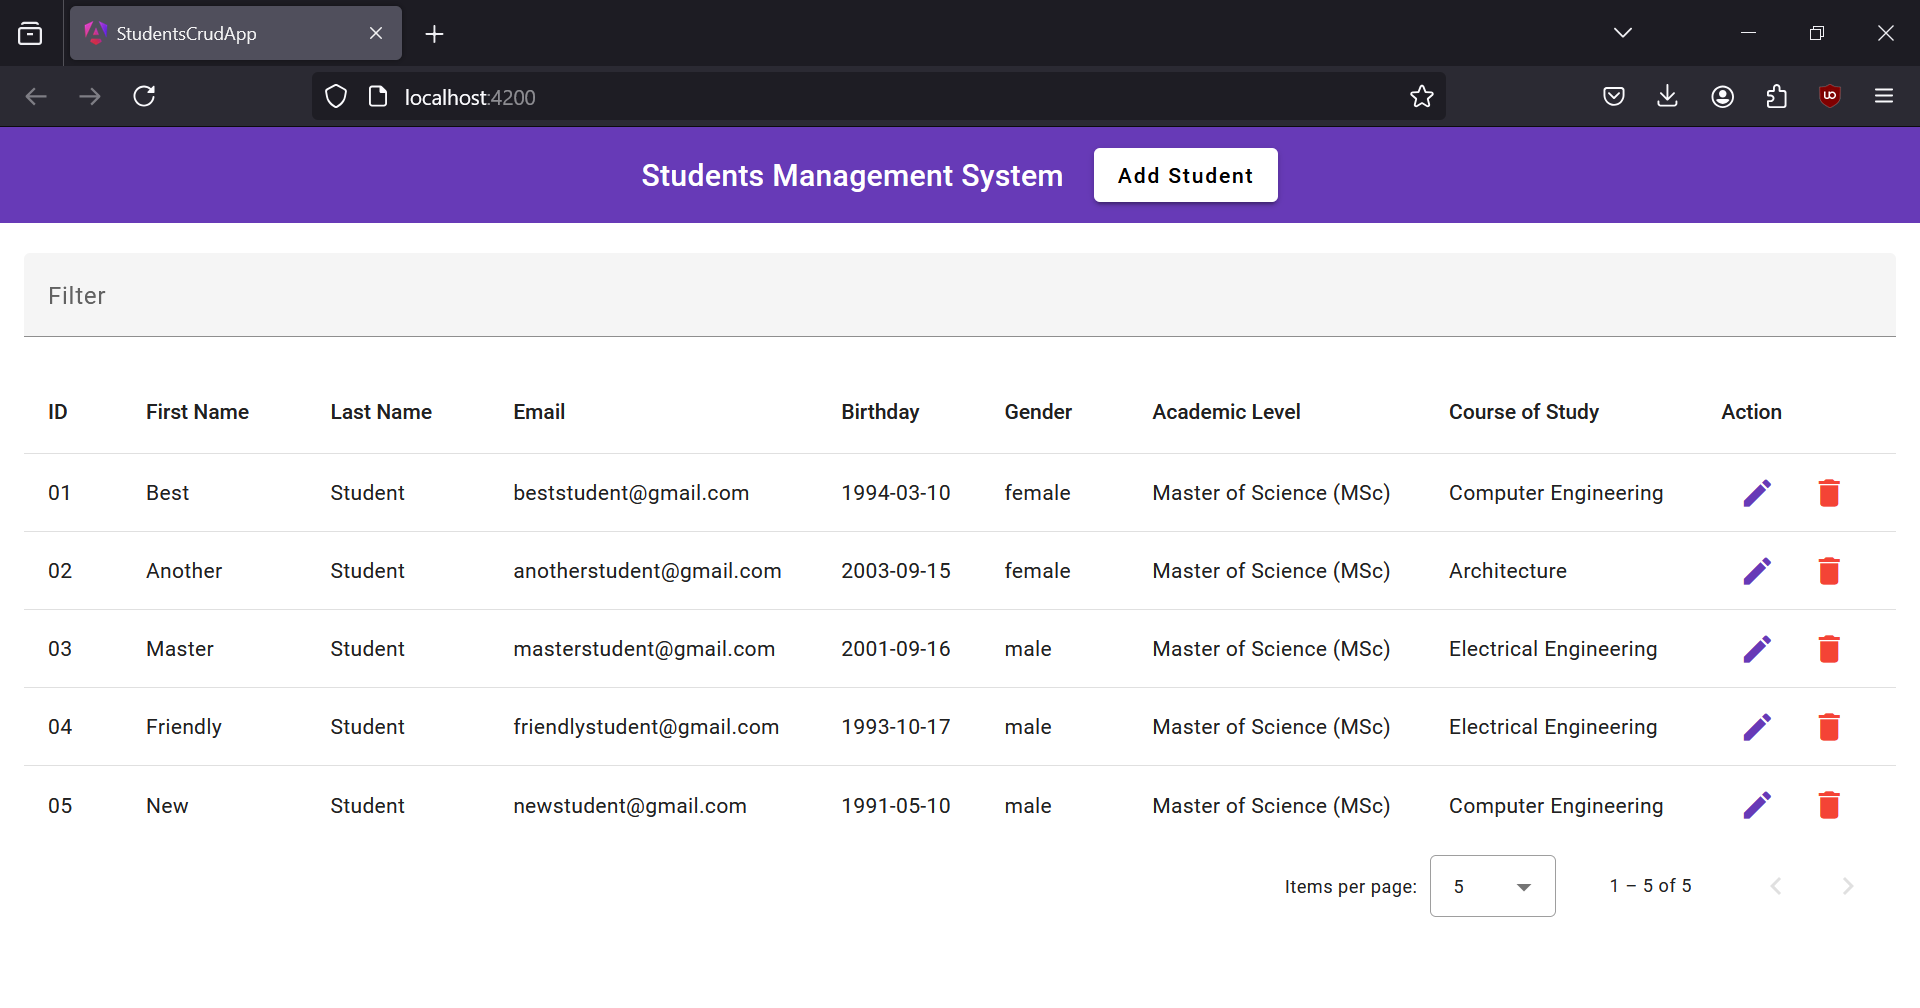 StudentsCrudApp
localhost:4200
Students Management System Add Student
Filter
ID First Name Last Name Email Birthday Gender Academic Level Course of Study Action
01 Best Student beststudent@gmail.com 1994-03-10 female Master of Science (MSc) Computer Engineering
02 Another Student anotherstudent@gmail.com 2003-09-15 female Master of Science (MSc) Architecture
03 Master Student masterstudent@gmail.com 2001-09-16 male Master of Science (MSc) Electrical Engineering
04 Friendly Student friendlystudent@gmail.com 1993-10-17 male Master of Science (MSc) Electrical Engineering
05 New Student newstudent@gmail.com 1991-05-10 male Master of Science (MSc) Computer Engineering
Items per page: 5 1 – 5 of 5